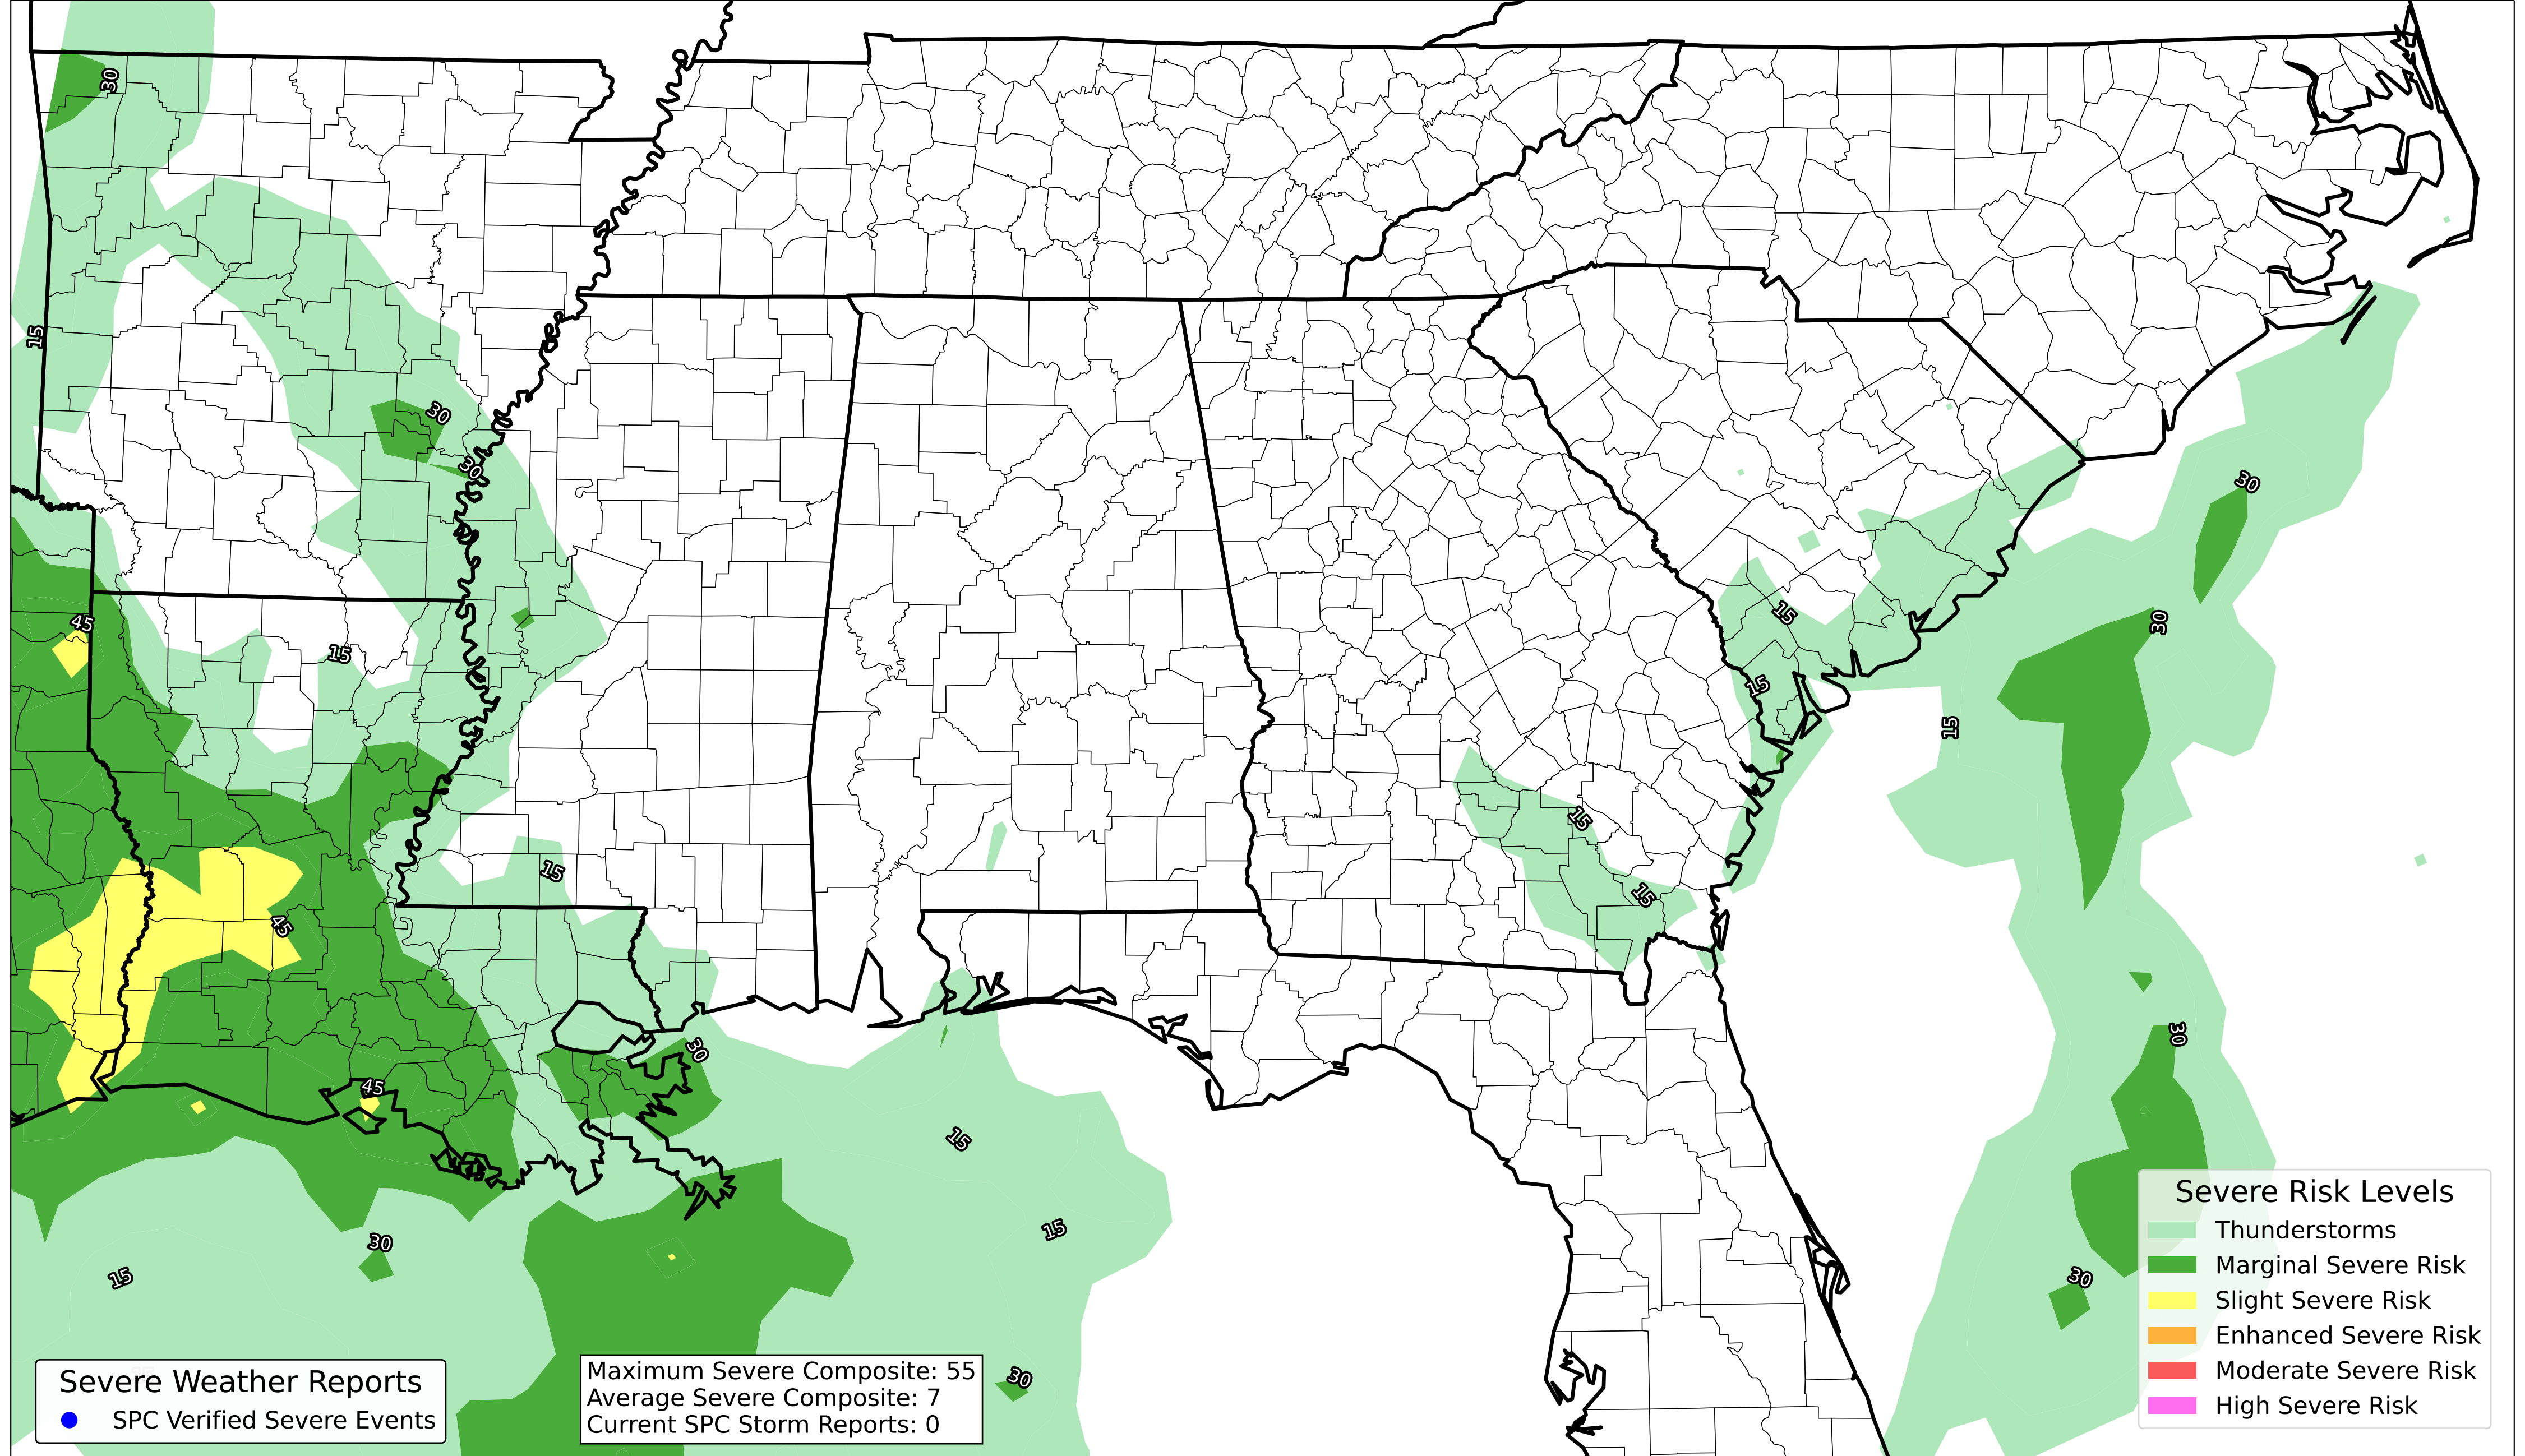 30
15
30
30
30
45
15
15
30
15
15
15
15
15
45
15
30
30
45
15
15
30
30
15
30
Severe Risk Levels
Thunderstorms
Marginal Severe Risk
Slight Severe Risk
Enhanced Severe Risk
Moderate Severe Risk
High Severe Risk
Severe Weather Reports
SPC Verified Severe Events
Maximum Severe Composite: 55
Average Severe Composite: 7
Current SPC Storm Reports: 0